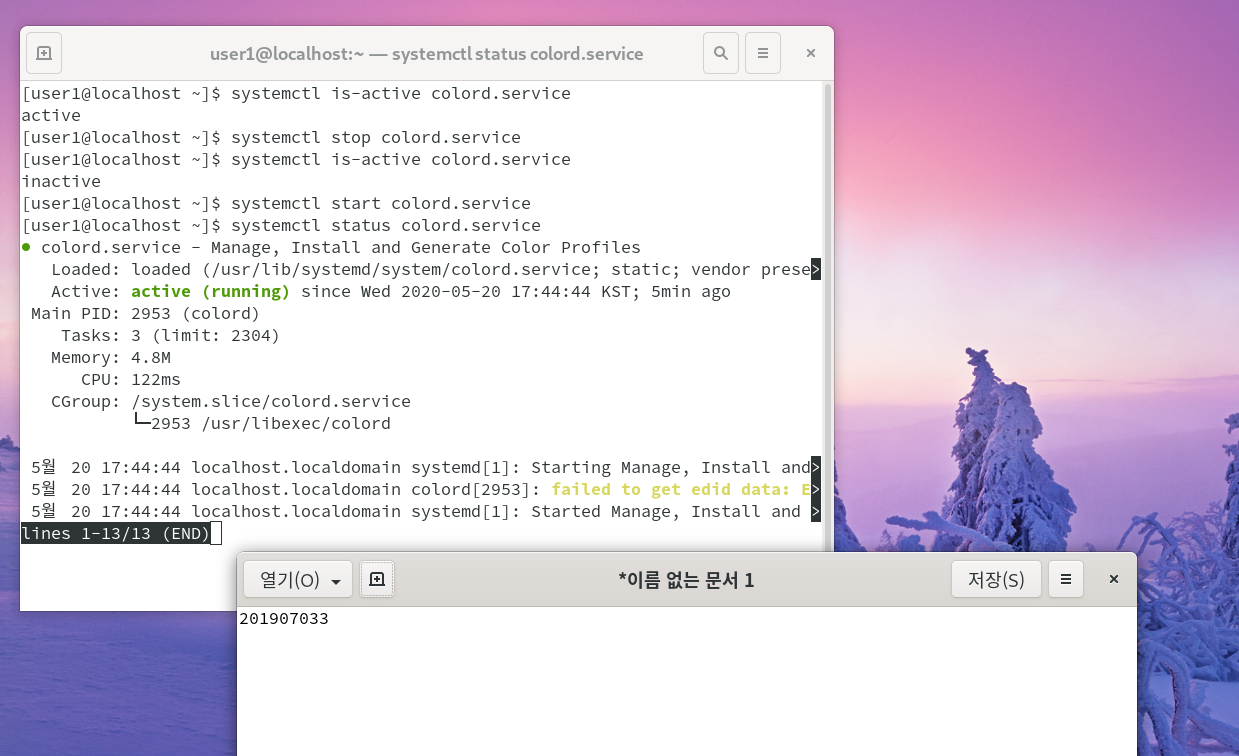 user1@localhost:~ — systemctl status colord.service
[user1@localhost ~]$ systemctl is-active colord.service
active
[user1@localhost ~]$ systemctl stop colord.service
[user1@localhost ~]$ systemctl is-active colord.service
inactive
[user1@localhost ~]$ systemctl start colord.service
[user1@localhost ~]$ systemctl status colord.service
● colord.service - Manage, Install and Generate Color Profiles
Loaded: loaded (/usr/lib/systemd/system/colord.service; static; vendor prese>
Active: active (running) since Wed 2020-05-20 17:44:44 KST; 5min ago
Main PID: 2953 (colord)
Tasks: 3 (limit: 2304)
Memory: 4.8M
CPU: 122ms
CGroup: /system.slice/colord.service
└─2953 /usr/libexec/colord
5월 20 17:44:44 localhost.localdomain systemd[1]: Starting Manage, Install and>
5월 20 17:44:44 localhost.localdomain colord[2953]: failed to get edid data: E>
5월 20 17:44:44 localhost.localdomain systemd[1]: Started Manage, Install and >
lines 1-13/13 (END)
열기(O) *이름 없는 문서 1 저장(S)
201907033